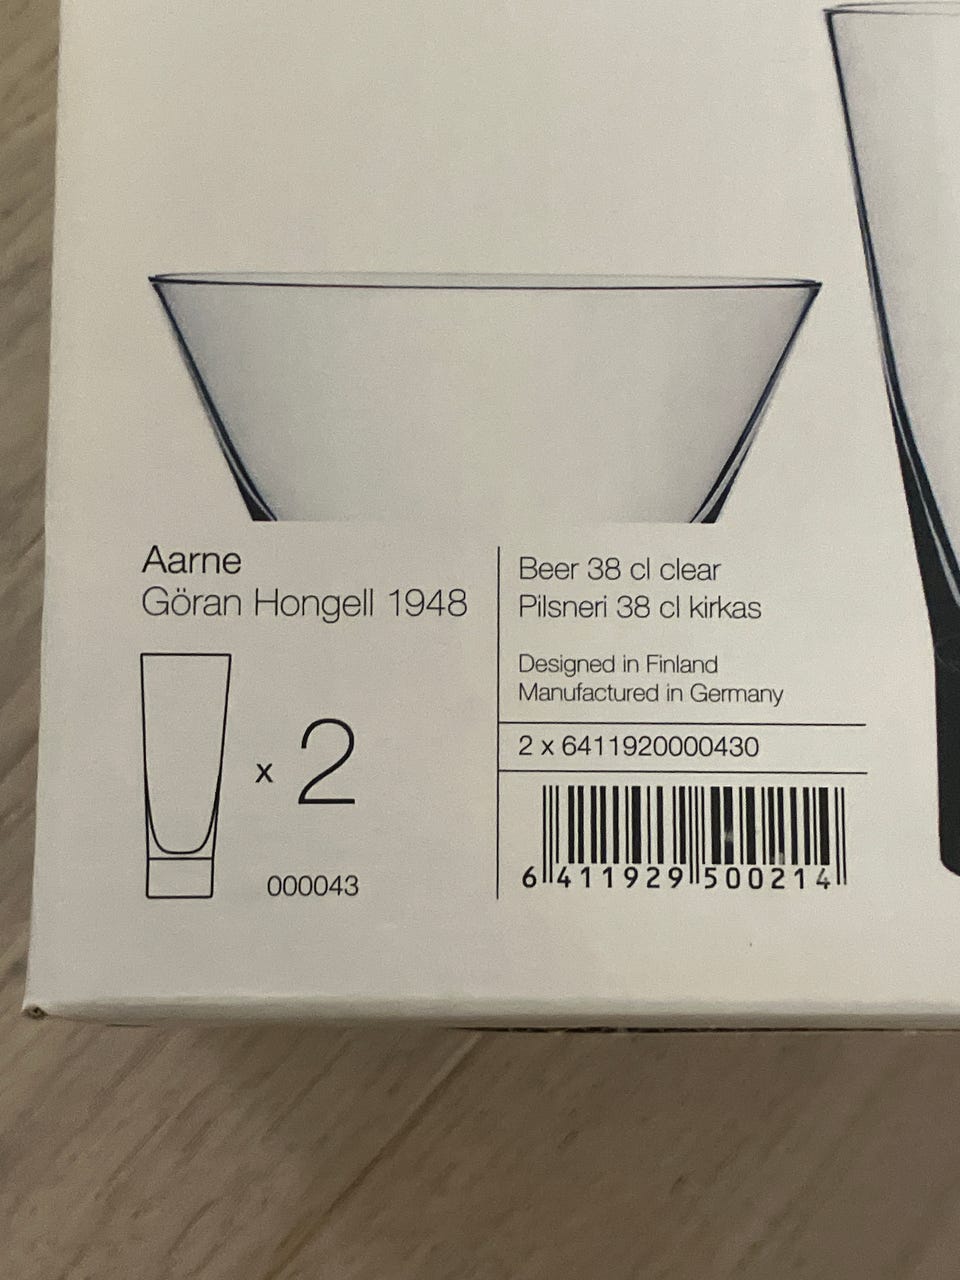 Aarne
Göran Hongell 1948
x 2
000043
Beer 38 cl clear
Pilsneri 38 cl kirkas
Designed in Finland
Manufactured in Germany
2 x 6411920000430
6 411929 500214